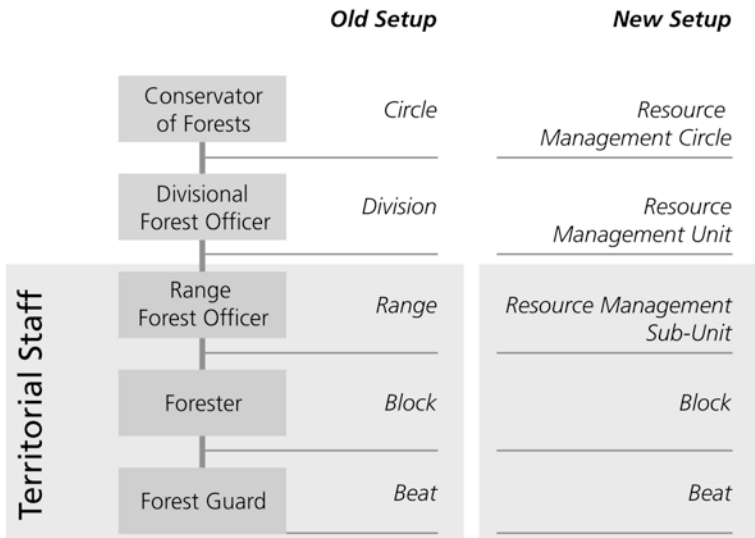 Old Setup New Setup
Conservator
of Forests
Circle
Resource
Management Circle
Divisional
Forest Officer
Division
Resource
Management Unit
Territorial Staff
Range
Forest Officer
Range
Resource Management
Sub-Unit
Forester
Block
Block
Forest Guard
Beat
Beat